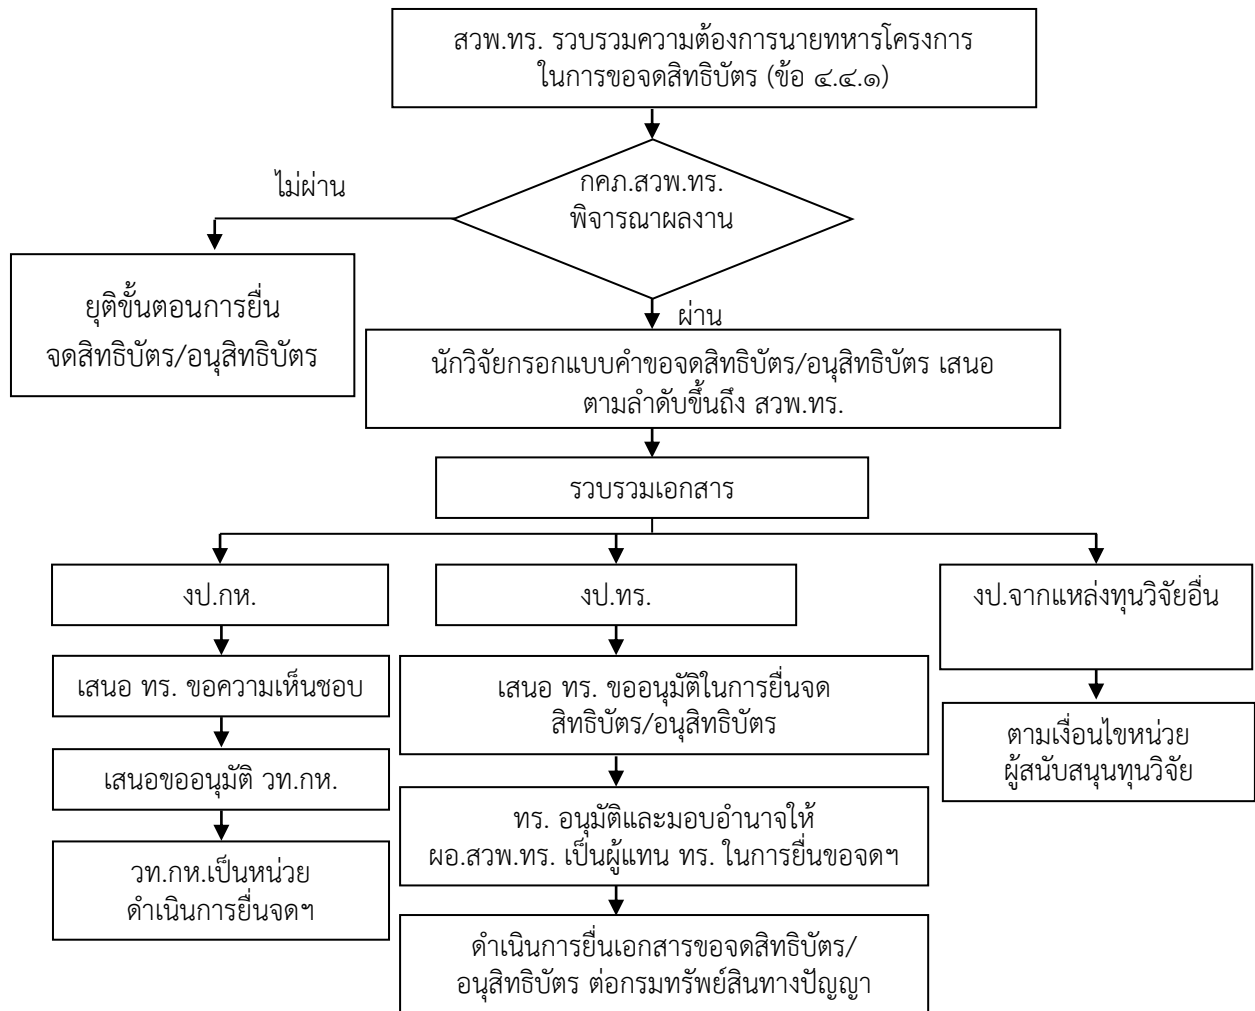 สวพ.ทร. รวบรวมความต้องการนายทหารโครงการ
ในการขอจดสิทธิบัตร (ข้อ ๔.๔.๑)
กคภ.สวพ.ทร.
พิจารณาผลงาน
ไม่ผ่าน
ยุติขั้นตอนการยื่น
จดสิทธิบัตร/อนุสิทธิบัตร
ผ่าน
นักวิจัยกรอกแบบคำขอจดสิทธิบัตร/อนุสิทธิบัตร เสนอ
ตามลำดับขึ้นถึง สวพ.ทร.
รวบรวมเอกสาร
งป.กห.
เสนอ ทร. ขอความเห็นชอบ
เสนอขออนุมัติ วท.กห.
วท.กห.เป็นหน่วย
ดำเนินการยื่นจดฯ
งป.ทร.
เสนอ ทร. ขออนุมัติในการยื่นจด
สิทธิบัตร/อนุสิทธิบัตร
ทร. อนุมัติและมอบอำนาจให้
ผอ.สวพ.ทร. เป็นผู้แทน ทร. ในการยื่นขอจดฯ
ดำเนินการยื่นเอกสารขอจดสิทธิบัตร/
อนุสิทธิบัตร ต่อกรมทรัพย์สินทางปัญญา
งป.จากแหล่งทุนวิจัยอื่น
ตามเงื่อนไขหน่วย
ผู้สนับสนุนทุนวิจัย